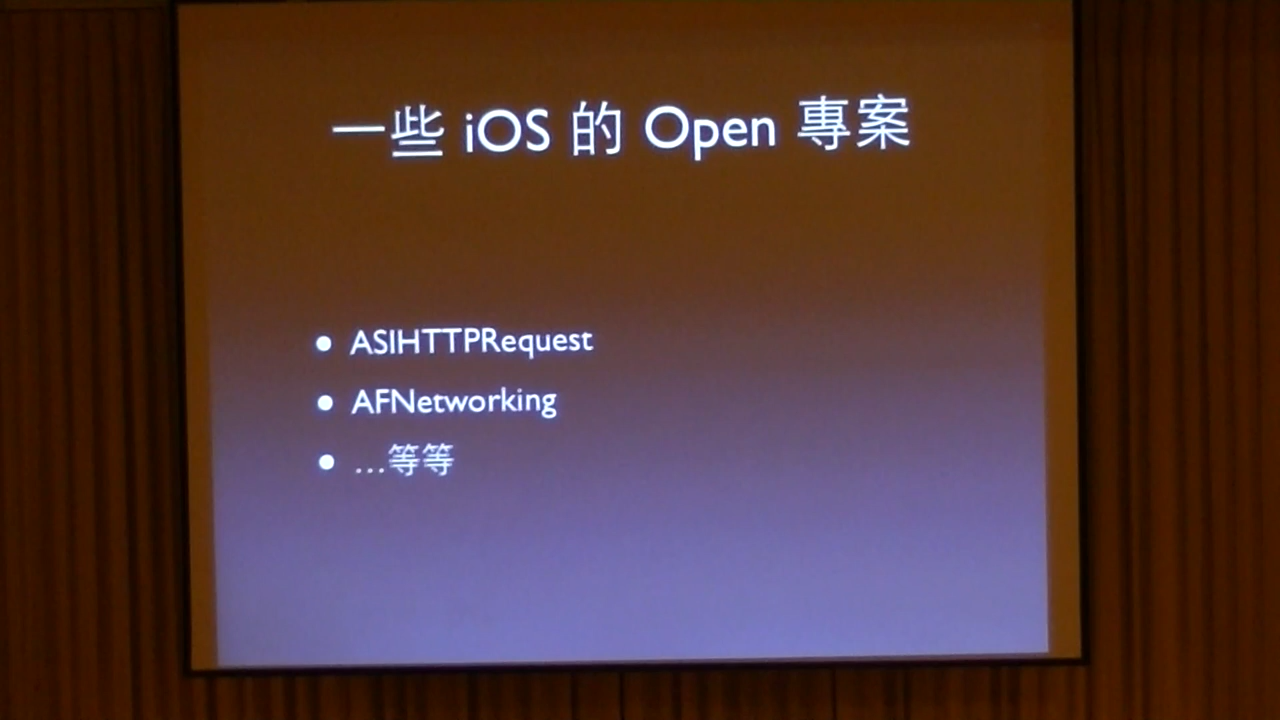 一些 iOS 的 Open 專案
• ASIHTTPRequest
• AFNetworking
• …等等